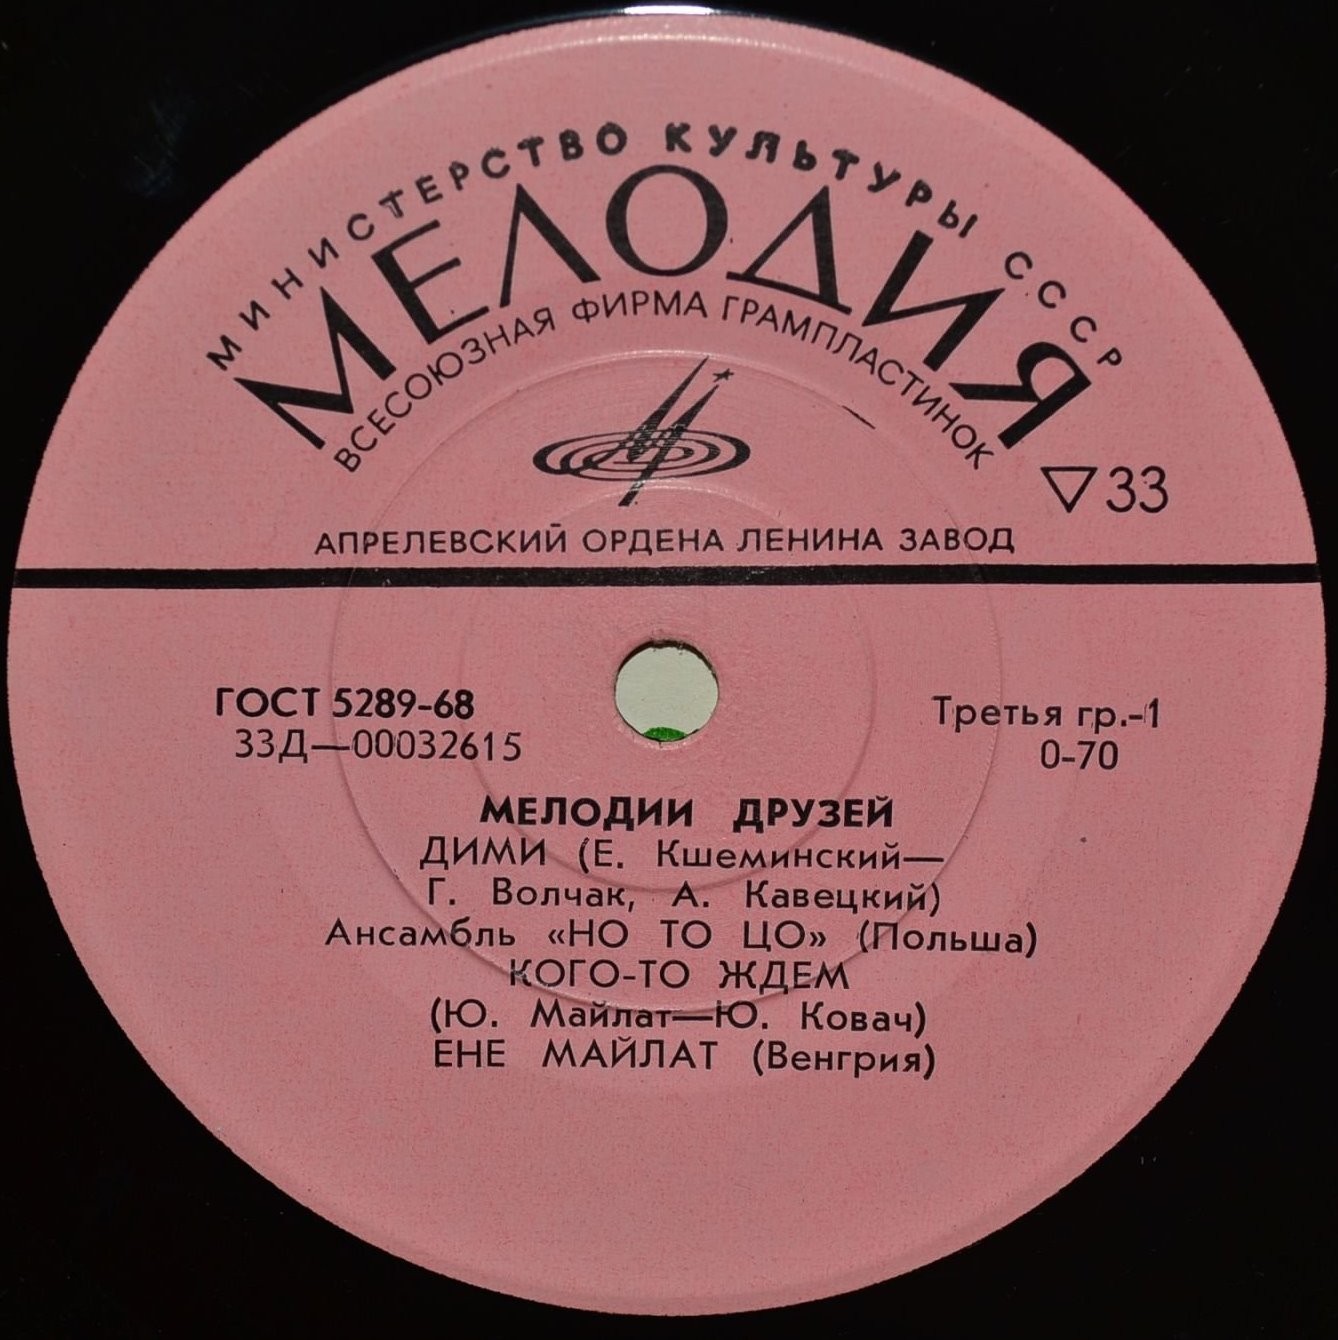 МИНИСТЕРСТВО КУЛЬТУРЫ СССР
МЕЛОДИЯ
ВСЕСОЮЗНАЯ ФИРМА ГРАМПЛАСТИНОК
▽33
АПРЕЛЕВСКИЙ ОРДЕНА ЛЕНИНА ЗАВОД
ГОСТ 5289-68
33Д—00032615
Третья гр.-1
0-70
МЕЛОДИИ ДРУЗЕЙ
ДИМИ (Е. Кшеминский—
Г. Волчак, А. Кавецкий)
Ансамбль «НО ТО ЦО» (Польша)
КОГО-ТО ЖДЕМ
(Ю. Майлат—Ю. Ковач)
ЕНЕ МАЙЛАТ (Венгрия)